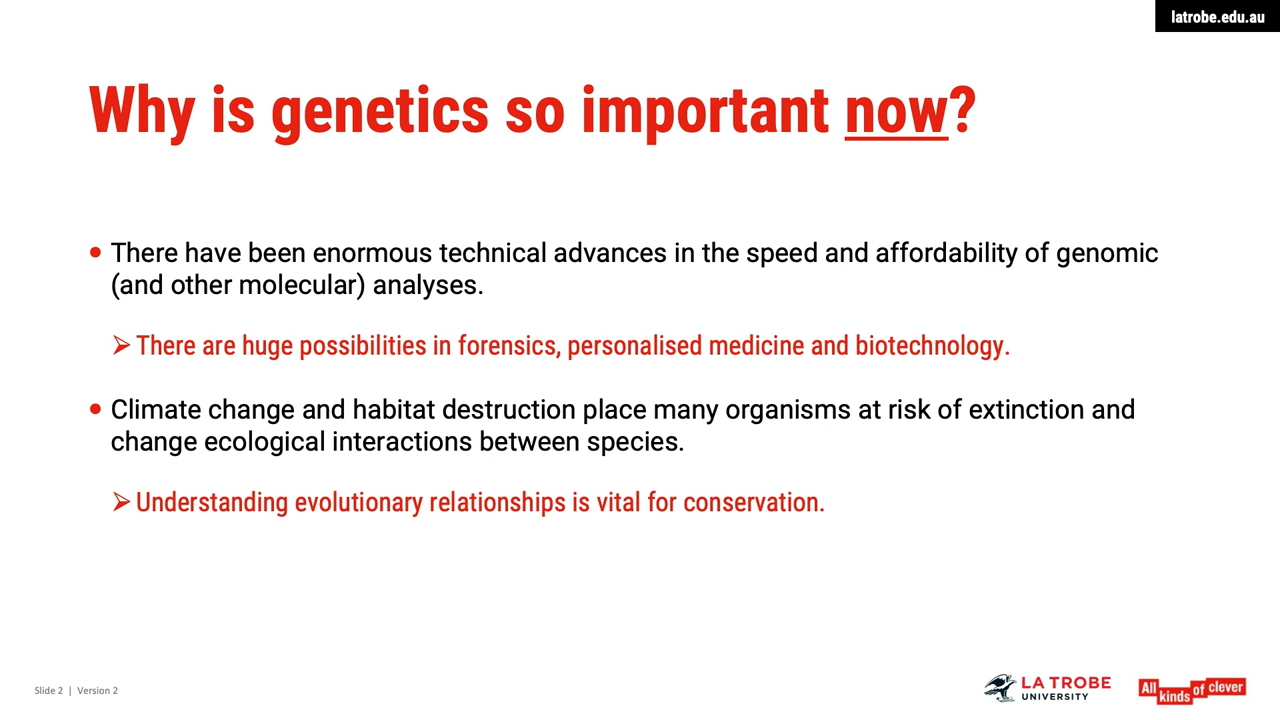 latrobe.edu.au
Why is genetics so important now?
• There have been enormous technical advances in the speed and affordability of genomic
(and other molecular) analyses.
➢ There are huge possibilities in forensics, personalised medicine and biotechnology.
• Climate change and habitat destruction place many organisms at risk of extinction and
change ecological interactions between species.
➢ Understanding evolutionary relationships is vital for conservation.
Slide 2 | Version 2
LA TROBE
UNIVERSITY
All kinds of clever